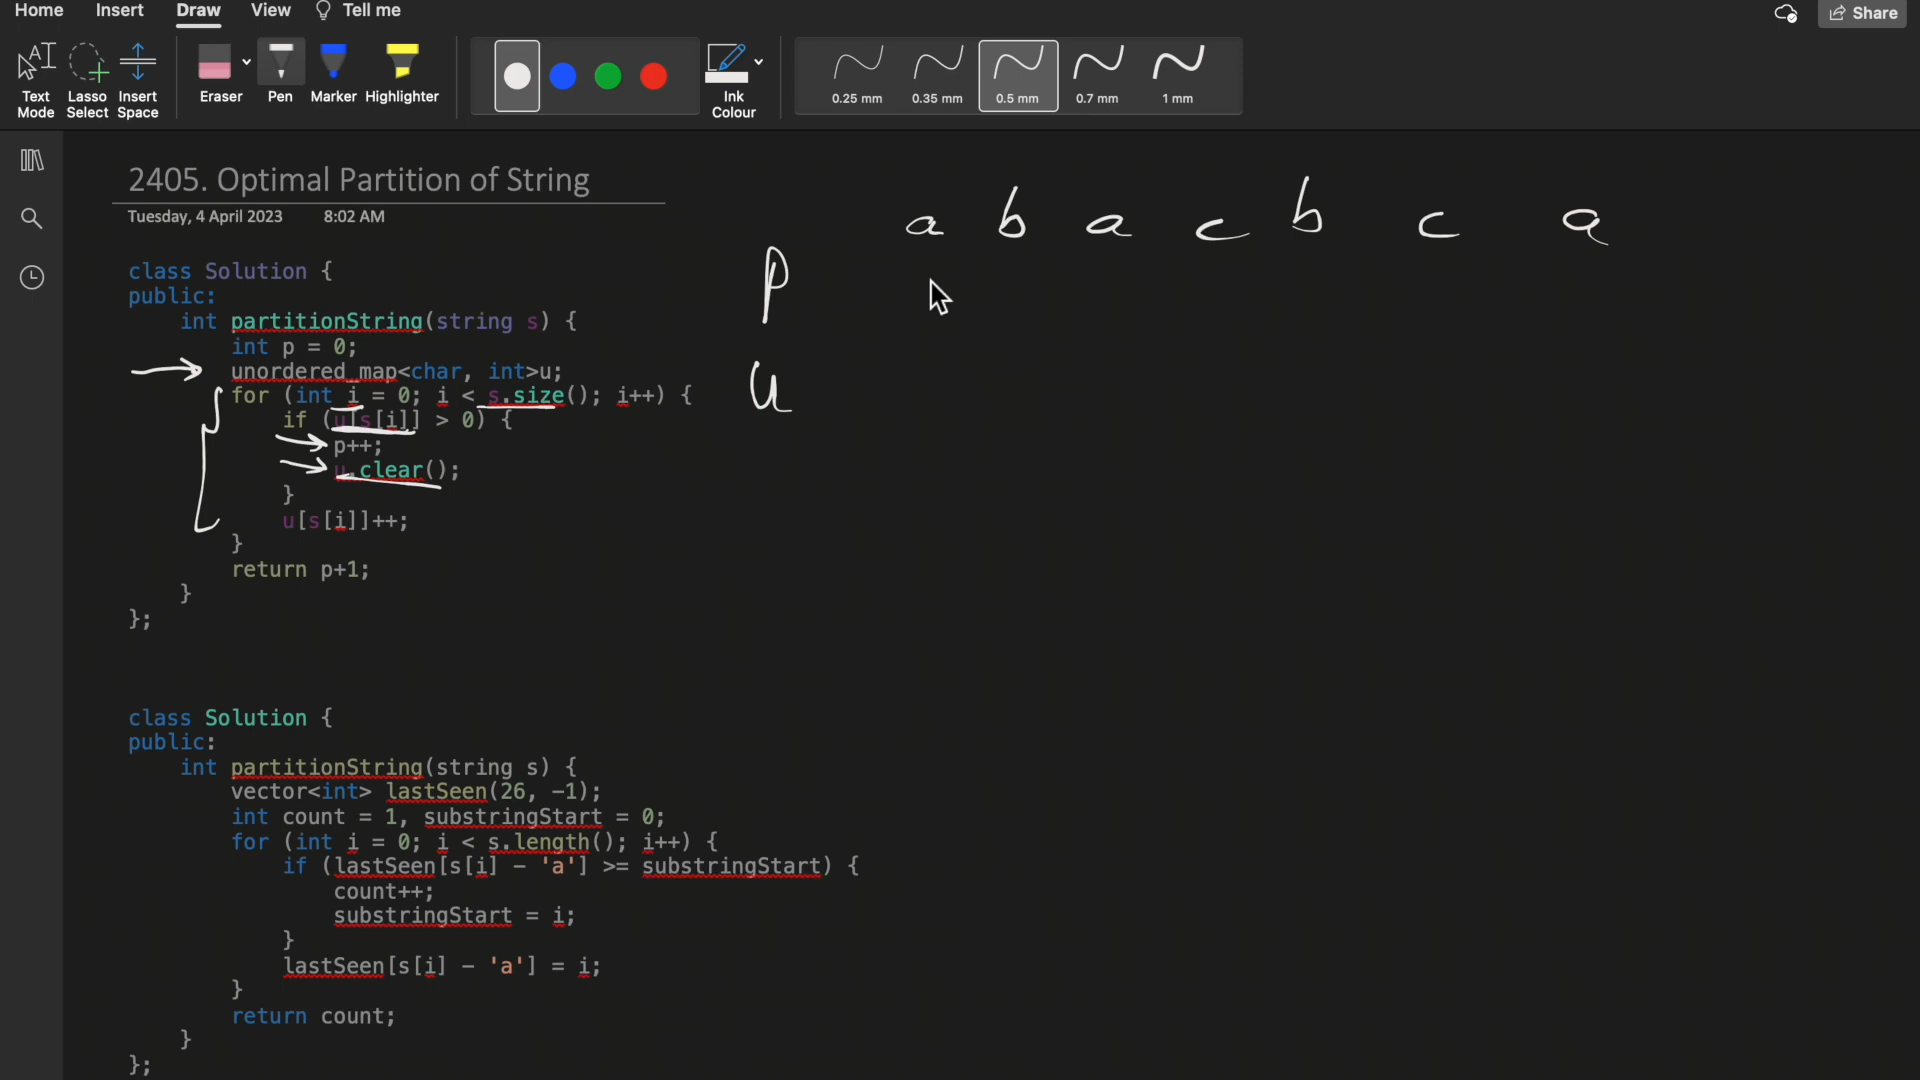 Home Insert Draw View Tell me Share
Text Mode Lasso Select Insert Space Eraser Pen Marker Highlighter Ink Colour 0.25 mm 0.35 mm 0.5 mm 0.7 mm 1 mm
2405. Optimal Partition of String
Tuesday, 4 April 2023 8:02 AM
a b a c b c a
p
u
class Solution {
public:
    int partitionString(string s) {
        int p = 0;
        unordered_map<char, int>u;
        for (int i = 0; i < s.size(); i++) {
            if (u[s[i]] > 0) {
                p++;
                u.clear();
            }
            u[s[i]]++;
        }
        return p+1;
    }
};
class Solution {
public:
    int partitionString(string s) {
        vector<int> lastSeen(26, -1);
        int count = 1, substringStart = 0;
        for (int i = 0; i < s.length(); i++) {
            if (lastSeen[s[i] - 'a'] >= substringStart) {
                count++;
                substringStart = i;
            }
            lastSeen[s[i] - 'a'] = i;
        }
        return count;
    }
};